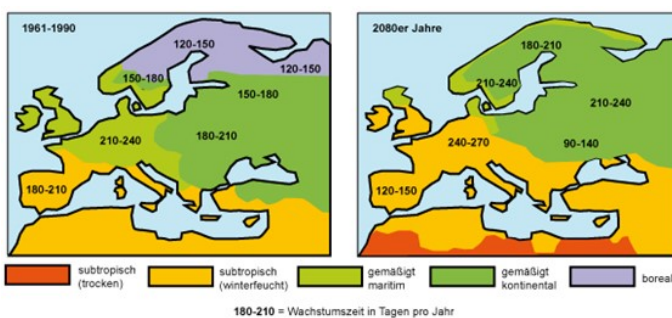 1961-1990
120-150
120-150
150-180
150-180
180-210
210-240
180-210
2080er Jahre
180-210
210-240
210-240
240-270
90-140
120-150
subtropisch
(trocken)
subtropisch
(winterfeucht)
gemäßigt
maritim
gemäßigt
kontinental
boreal
180-210 = Wachstumszeit in Tagen pro Jahr